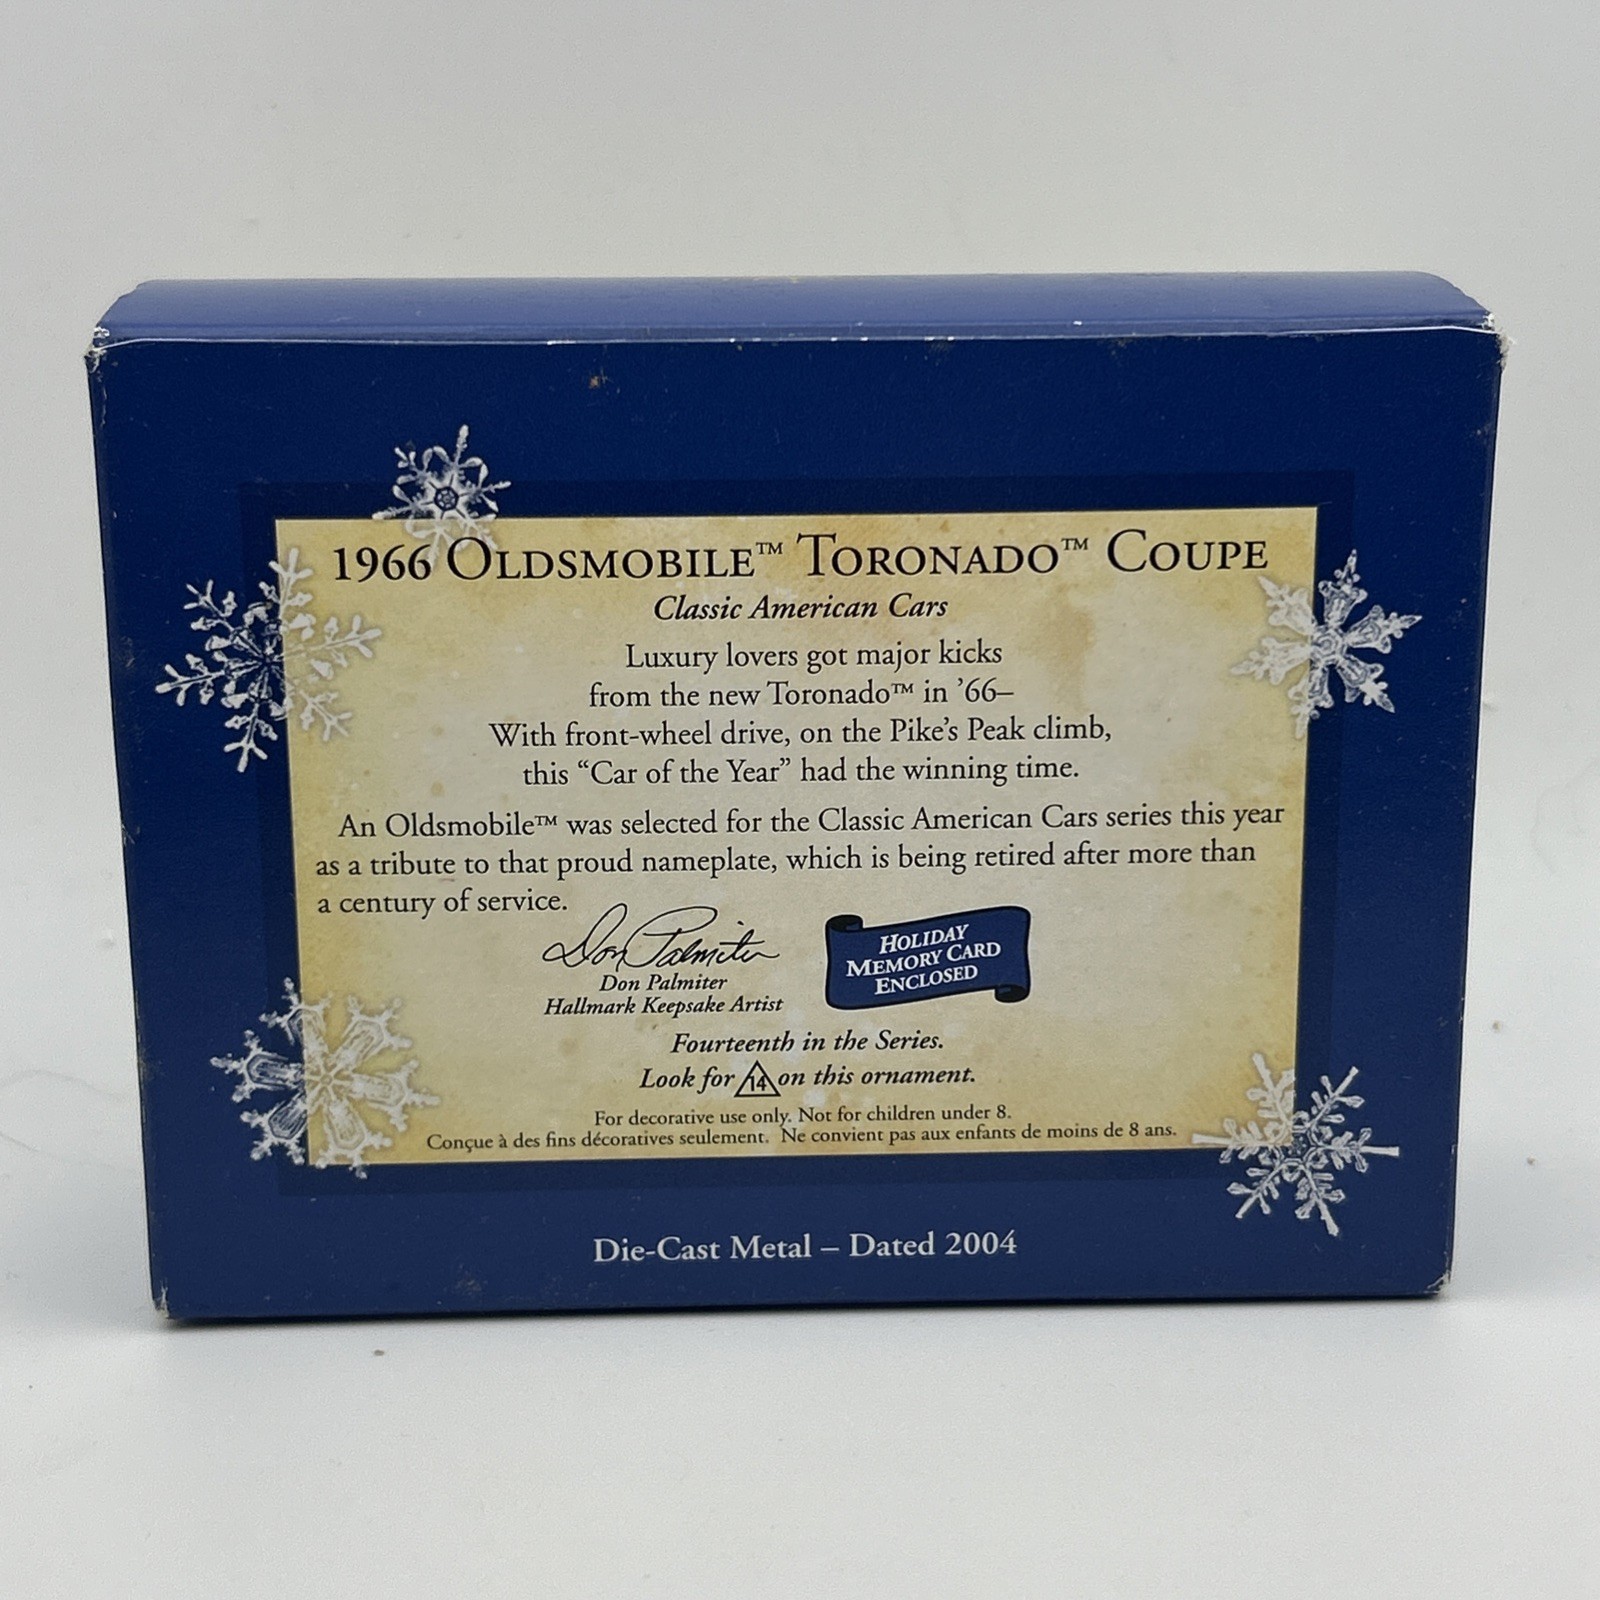 1966 OLDSMOBILE™ TORONADO™ COUPE
Classic American Cars
Luxury lovers got major kicks
from the new Toronado™ in ’66–
With front-wheel drive, on the Pike’s Peak climb,
this “Car of the Year” had the winning time.
An Oldsmobile™ was selected for the Classic American Cars series this year
as a tribute to that proud nameplate, which is being retired after more than
a century of service.
Don Palmiter
Don Palmiter
Hallmark Keepsake Artist
HOLIDAY
MEMORY CARD
ENCLOSED
Fourteenth in the Series.
Look for 14 on this ornament.
For decorative use only. Not for children under 8.
Conçue à des fins décoratives seulement. Ne convient pas aux enfants de moins de 8 ans.
Die-Cast Metal – Dated 2004